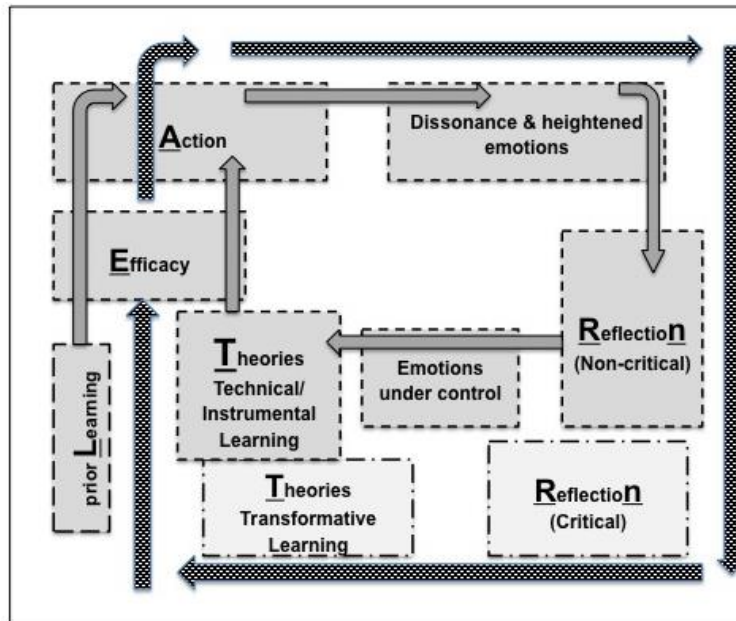 Action
Dissonance & heightened
emotions
Efficacy
Reflection
(Non-critical)
Theories
Technical/
Instrumental
Learning
Emotions
under control
prior Learning
Theories
Transformative
Learning
Reflection
(Critical)